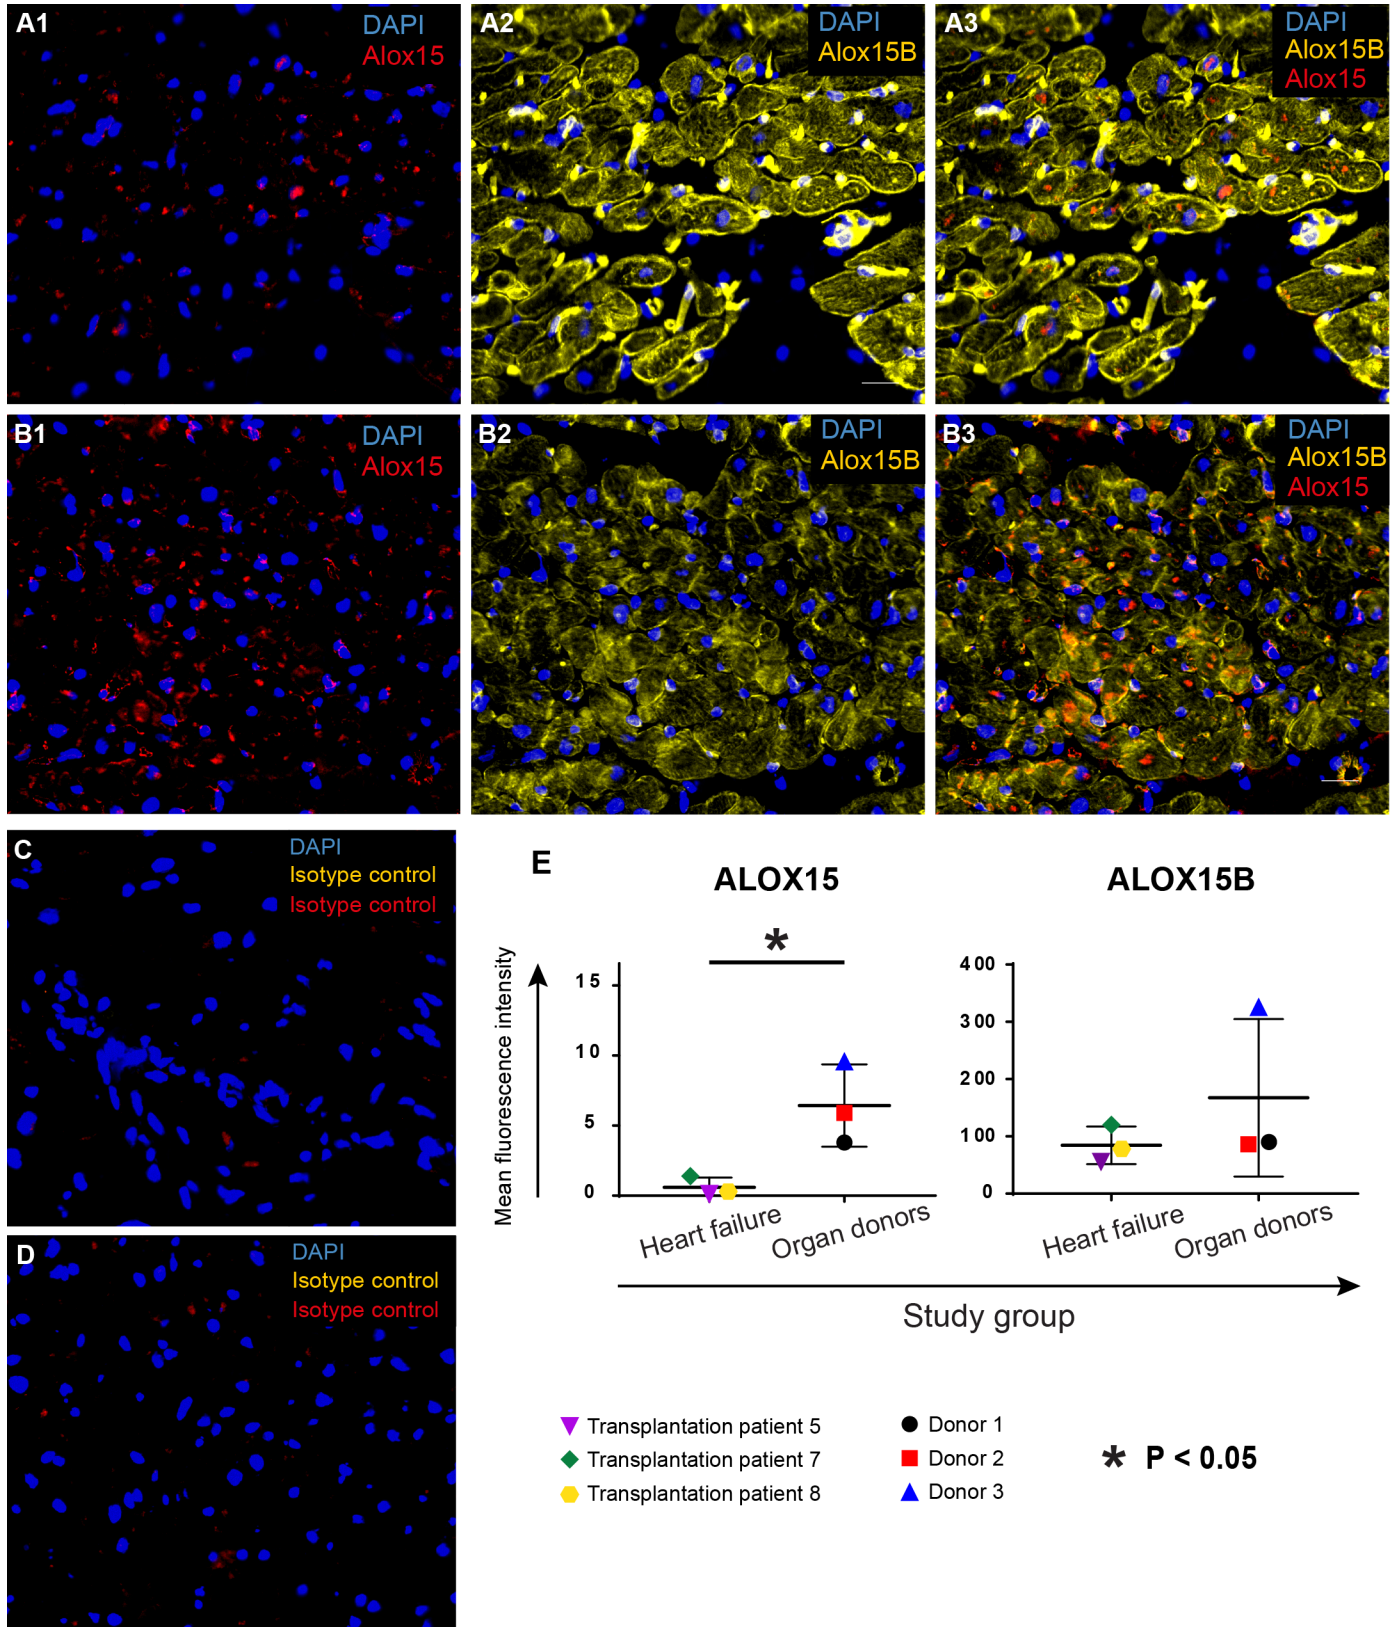 A1
DAPI
Alox15
A2
DAPI
Alox15B
A3
DAPI
Alox15B
Alox15
B1
DAPI
Alox15
B2
DAPI
Alox15B
B3
DAPI
Alox15B
Alox15
C
DAPI
Isotype control
Isotype control
D
DAPI
Isotype control
Isotype control
E
ALOX15
*
Mean fluorescence intensity
15
10
5
0
Heart failure
Organ donors
ALOX15B
400
300
200
100
0
Heart failure
Organ donors
Study group
Transplantation patient 5
Transplantation patient 7
Transplantation patient 8
Donor 1
Donor 2
Donor 3
* P < 0.05